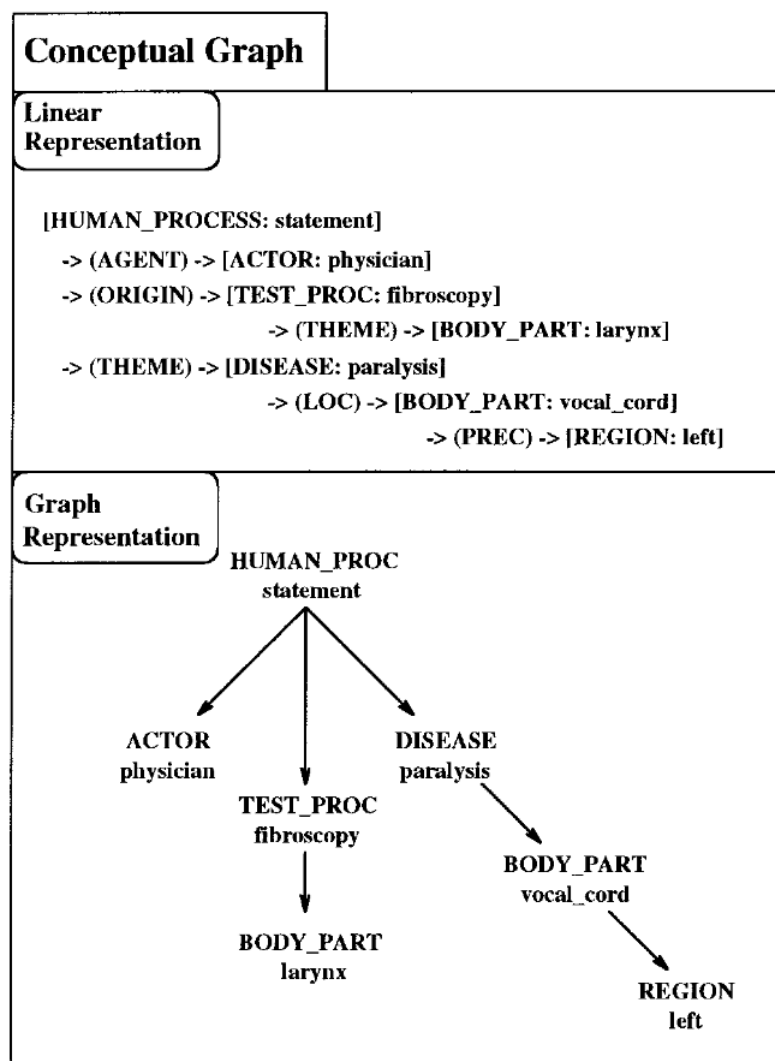 Conceptual Graph
Linear
Representation
[HUMAN_PROCESS: statement]
-> (AGENT) -> [ACTOR: physician]
-> (ORIGIN) -> [TEST_PROC: fibroscopy]
-> (THEME) -> [BODY_PART: larynx]
-> (THEME) -> [DISEASE: paralysis]
-> (LOC) -> [BODY_PART: vocal_cord]
-> (PREC) -> [REGION: left]
Graph
Representation
HUMAN_PROC
statement
ACTOR
physician
DISEASE
paralysis
TEST_PROC
fibroscopy
BODY_PART
vocal_cord
BODY_PART
larynx
REGION
left